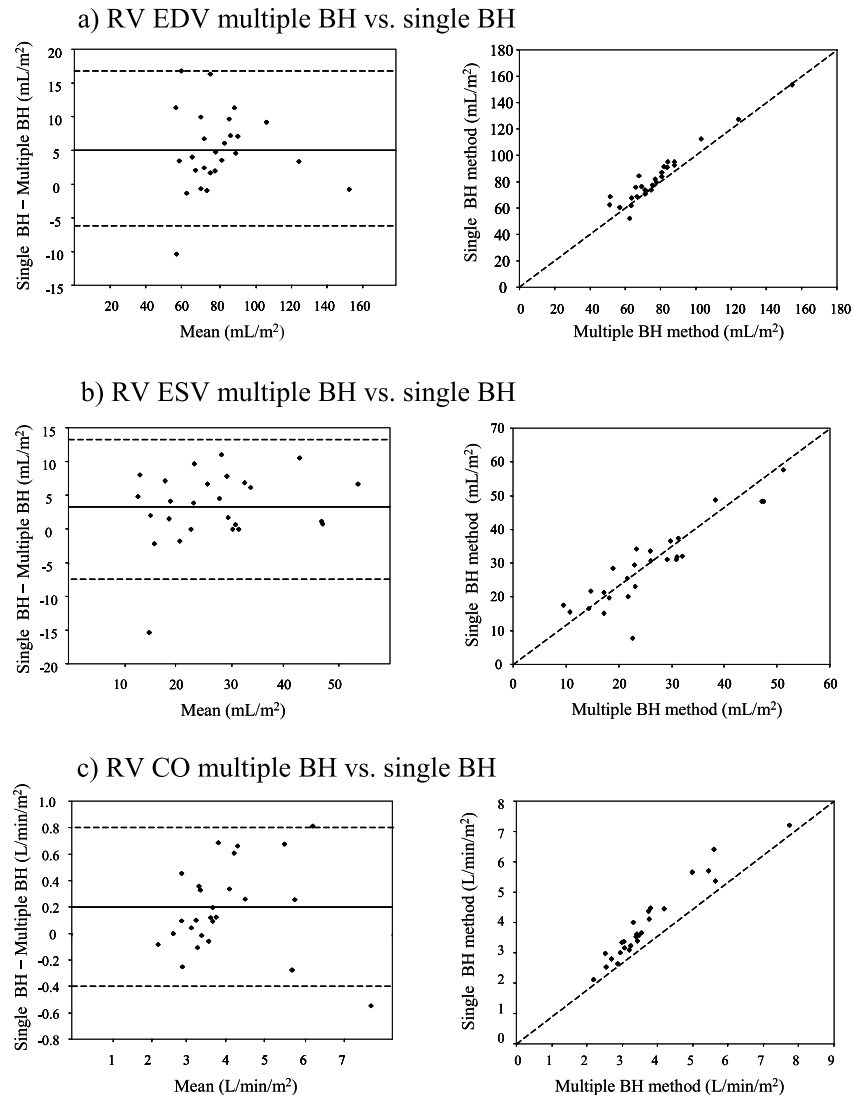 a) RV EDV multiple BH vs. single BH
Single BH – Multiple BH (mL/m²)
20
15
10
5
0
-5
-10
-15
20 40 60 80 100 120 140 160
Mean (mL/m²)
Single BH method (mL/m²)
180
160
140
120
100
80
60
40
20
0
0 20 40 60 80 100 120 140 160 180
Multiple BH method (mL/m²)
b) RV ESV multiple BH vs. single BH
Single BH – Multiple BH (mL/m²)
15
10
5
0
-5
-10
-15
-20
10 20 30 40 50
Mean (mL/m²)
Single BH method (mL/m²)
70
60
50
40
30
20
10
0
0 10 20 30 40 50 60
Multiple BH method (mL/m²)
c) RV CO multiple BH vs. single BH
Single BH – Multiple BH (L/min/m²)
1.0
0.8
0.6
0.4
0.2
0
-0.2
-0.4
-0.6
-0.8
1 2 3 4 5 6 7
Mean (L/min/m²)
Single BH method (L/min/m²)
8
7
6
5
4
3
2
1
0
0 1 2 3 4 5 6 7 8 9
Multiple BH method (L/min/m²)